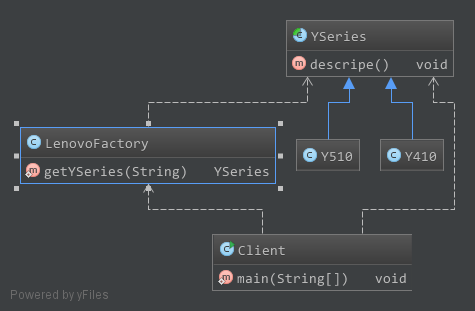 YSeries
descripe() void
LenovoFactory
getYSeries(String) YSeries
Y510
Y410
Client
main(String[]) void
Powered by yFiles